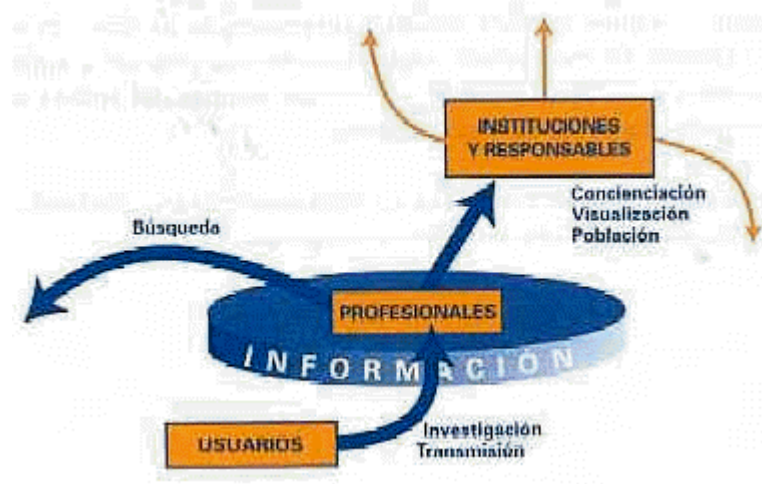 INSTITUCIONES
Y RESPONSABLES
Concienciación
Visualización
Población
Búsqueda
PROFESIONALES
INFORMACIÓN
USUARIOS
Investigación
Transmisión